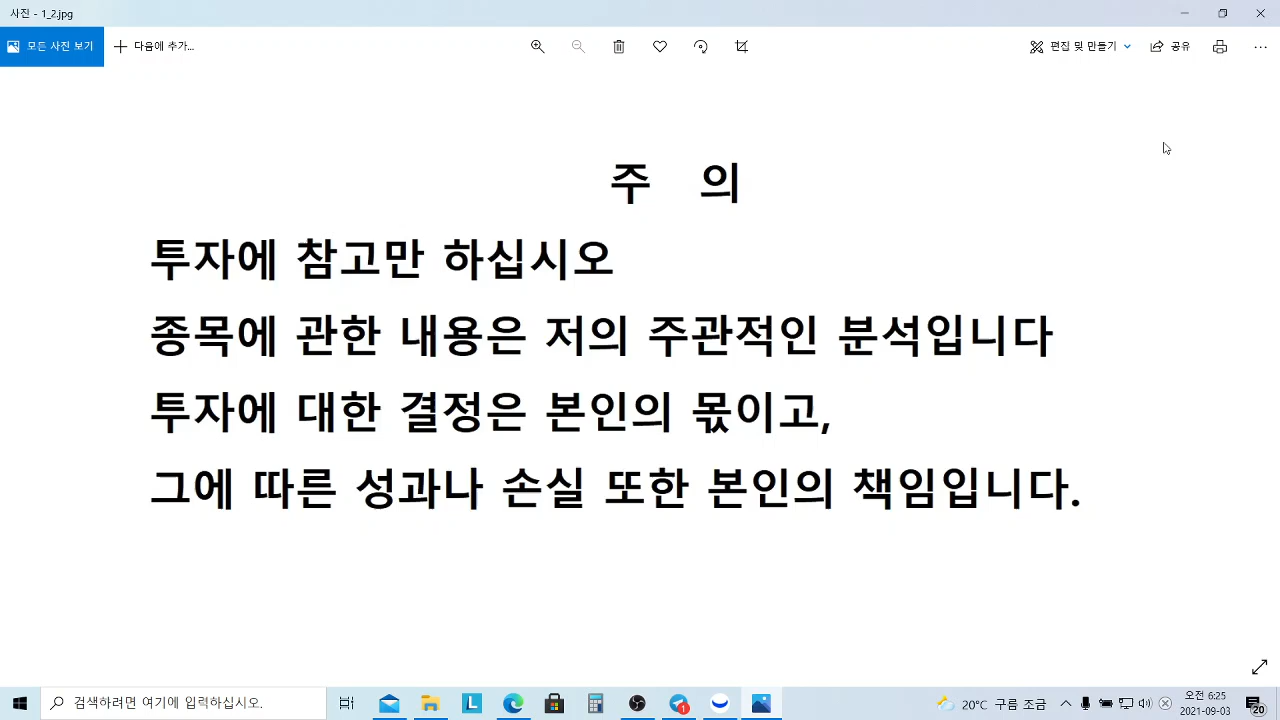 사진 - 1_2.jpg
모든 사진 보기
다음에 추가...
편집 및 만들기
공유
주 의
투자에 참고만 하십시오
종목에 관한 내용은 저의 주관적인 분석입니다
투자에 대한 결정은 본인의 몫이고,
그에 따른 성과나 손실 또한 본인의 책임입니다.
검색하려면 여기에 입력하십시오.
L
1
20°C 구름 조금
오전 6:25
2021-09-03
20